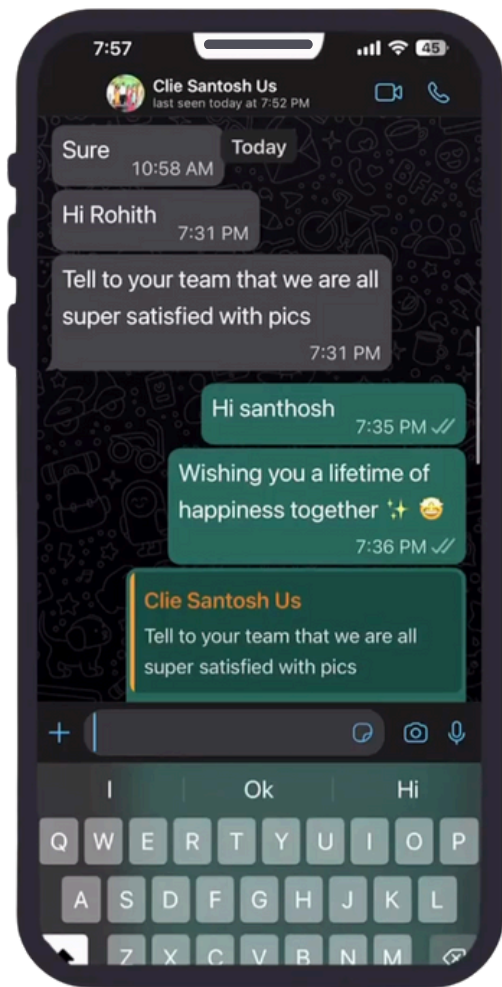 7:57
45
Clie Santosh Us
last seen today at 7:52 PM
Today
Sure
10:58 AM
Hi Rohith
7:31 PM
Tell to your team that we are all
super satisfied with pics
7:31 PM
Hi santhosh
7:35 PM
Wishing you a lifetime of
happiness together ✨ 🤩
7:36 PM
Clie Santosh Us
Tell to your team that we are all
super satisfied with pics
I Ok Hi
Q W E R T Y U I O P
A S D F G H J K L
Z X C V B N M